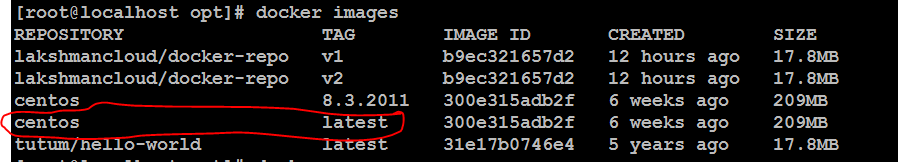 [root@localhost opt]# docker images
REPOSITORY TAG IMAGE ID CREATED SIZE
lakshmancloud/docker-repo v1 b9ec321657d2 12 hours ago 17.8MB
lakshmancloud/docker-repo v2 b9ec321657d2 12 hours ago 17.8MB
centos 8.3.2011 300e315adb2f 6 weeks ago 209MB
centos latest 300e315adb2f 6 weeks ago 209MB
tutum/hello-world latest 31e17b0746e4 5 years ago 17.8MB